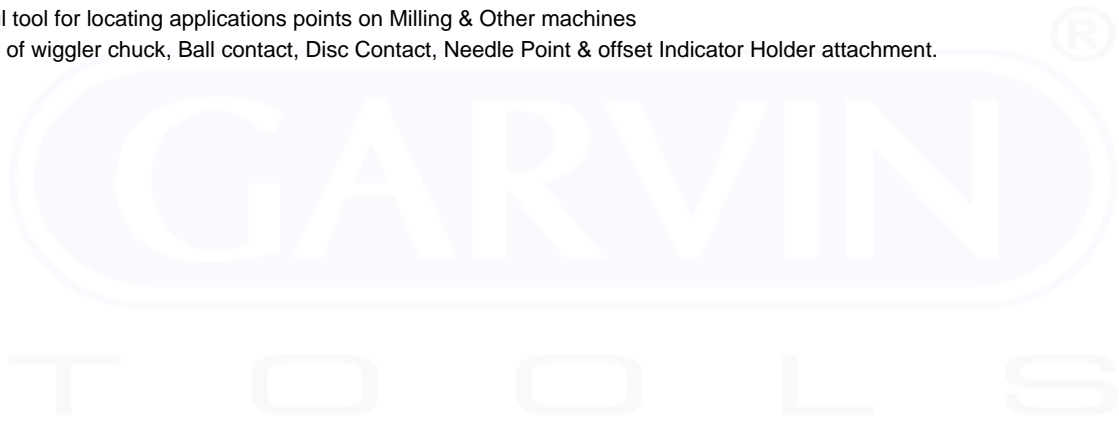 l tool for locating applications points on Milling & Other machines
of wiggler chuck, Ball contact, Disc Contact, Needle Point & offset Indicator Holder attachment.
®
GARVIN
TOOLS